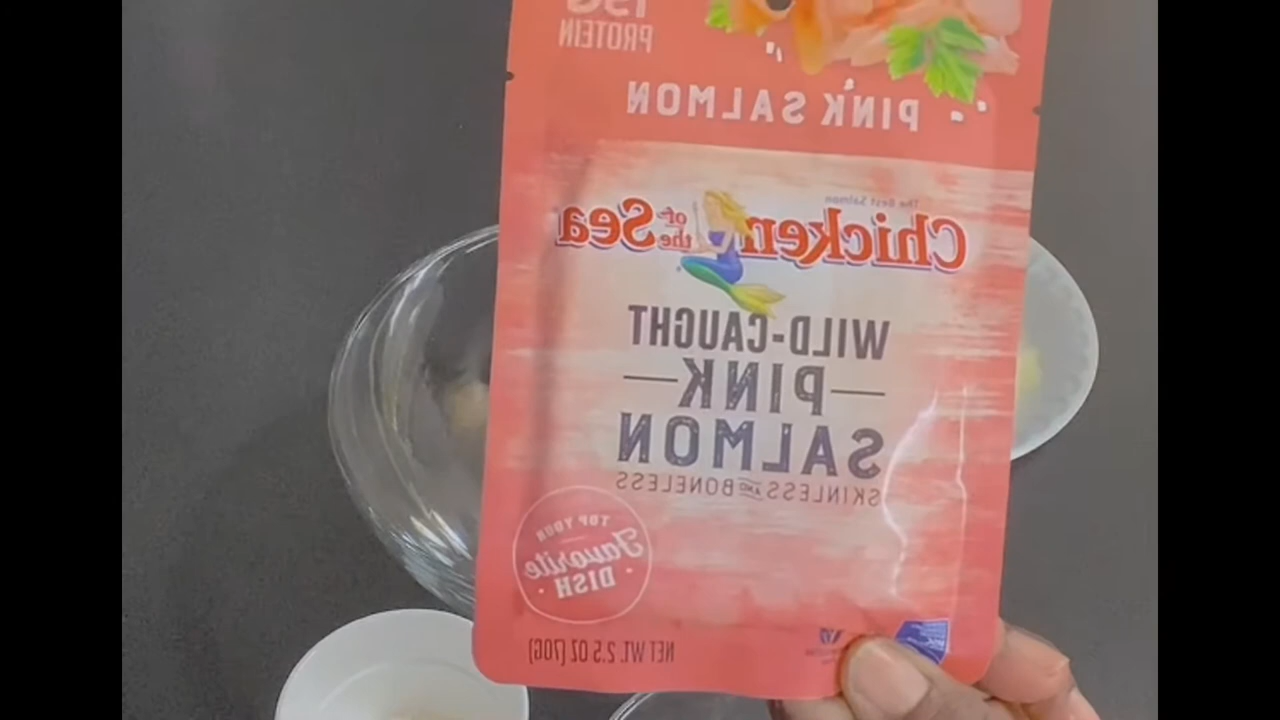 PROTEIN
PINK SALMON
The Best Salmon
Chicken of the Sea
WILD-CAUGHT
PINK
SALMON
SKINLESS AND BONELESS
TOP YOUR
Favorite
DISH
NET WT. 2.5 OZ (70G)